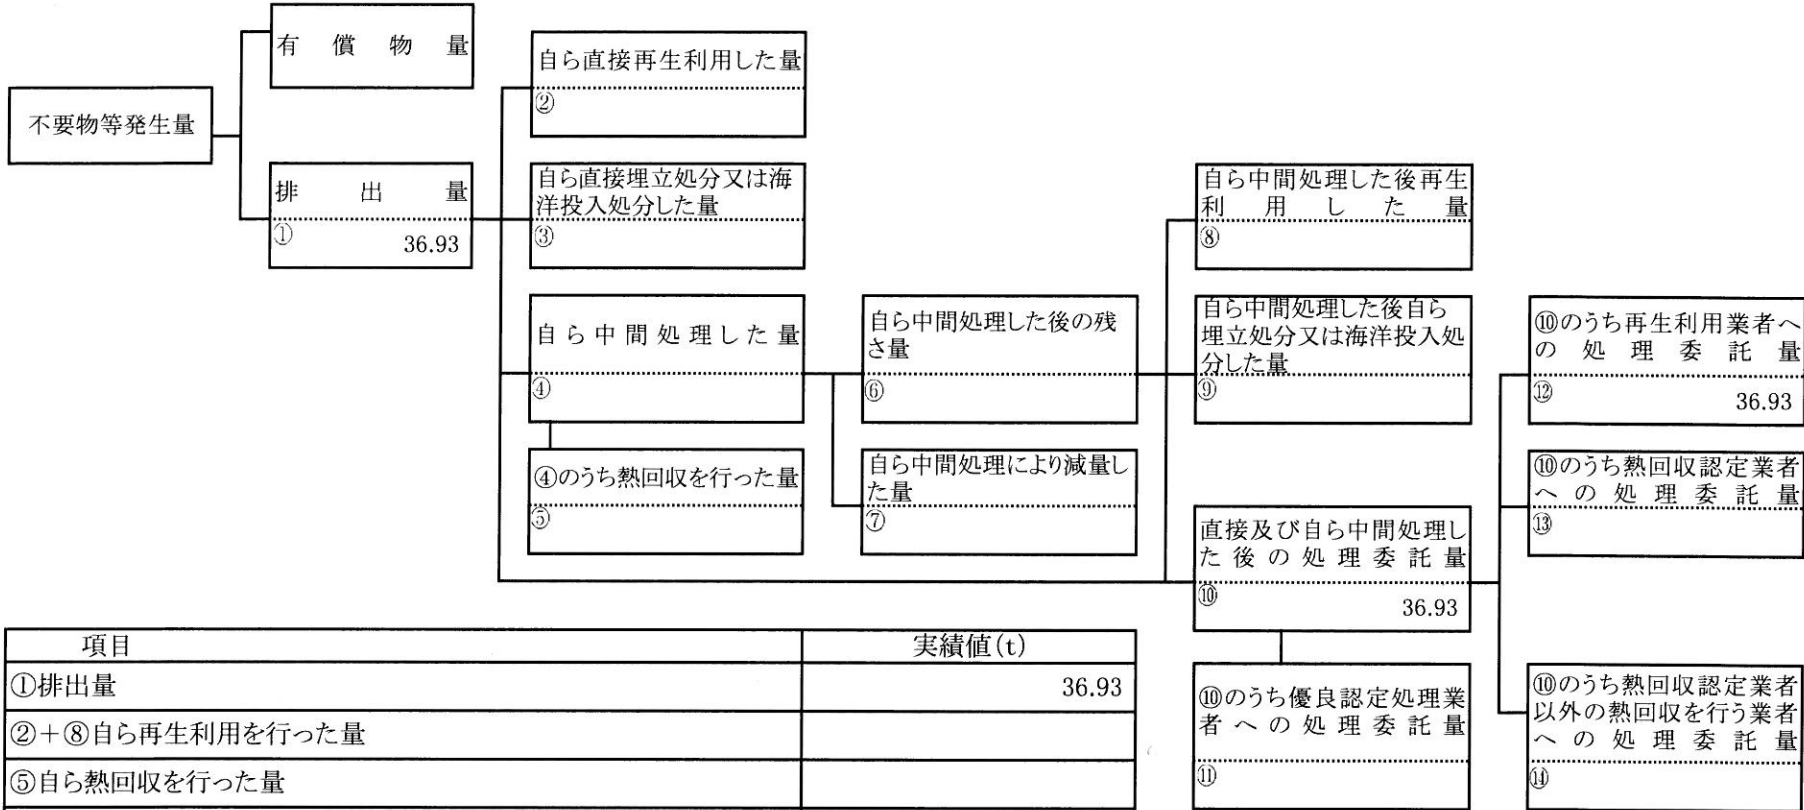 有償物量
不要物等発生量
排出量
①
36.93
自ら直接再生利用した量
②
自ら直接埋立処分又は海
洋投入処分した量
③
自ら中間処理した量
④
④のうち熱回収を行った量
⑤
自ら中間処理した後の残
さ量
⑥
自ら中間処理により減量し
た量
⑦
自ら中間処理した後再生
利用した量
⑧
自ら中間処理した後自ら
埋立処分又は海洋投入処
分した量
⑨
直接及び自ら中間処理し
た後の処理委託量
⑩
36.93
⑩のうち優良認定処理業
者への処理委託量
⑪
⑩のうち再生利用業者へ
の処理委託量
⑫
36.93
⑩のうち熱回収認定業者
への処理委託量
⑬
⑩のうち熱回収認定業者
以外の熱回収を行う業者
への処理委託量
⑭
項目 実績値(t)
①排出量 36.93
②+⑧自ら再生利用を行った量
⑤自ら熱回収を行った量